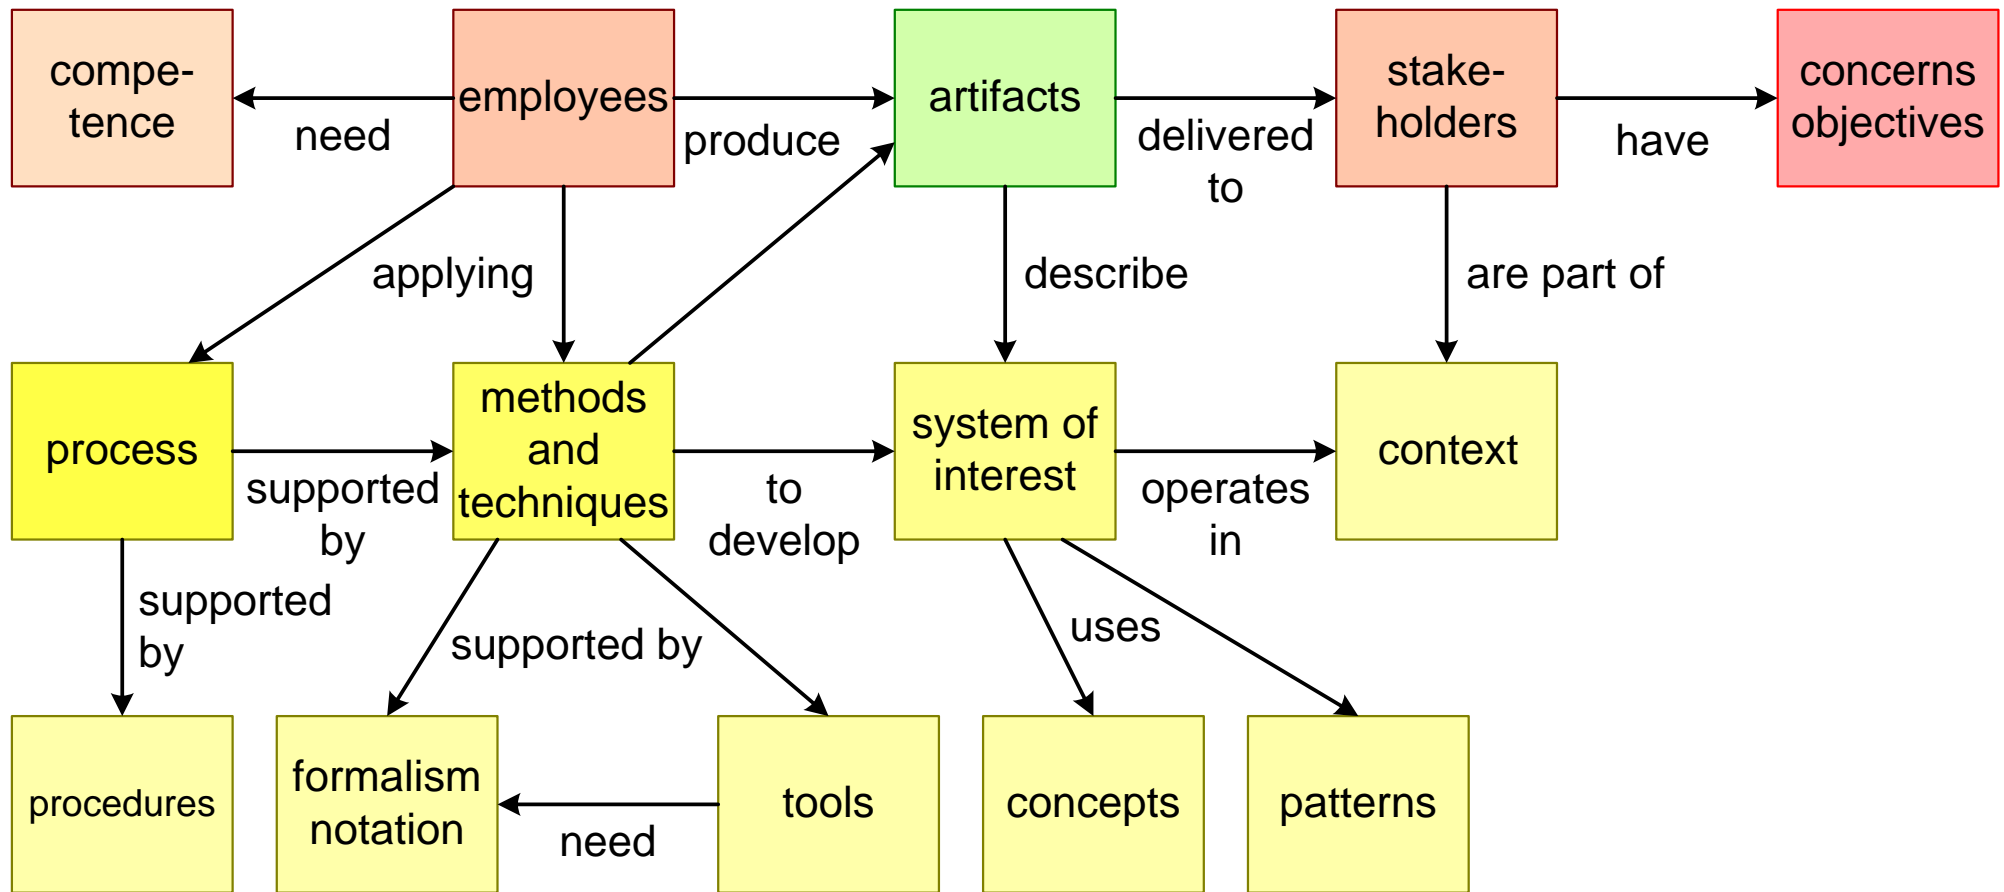 compe-
tence
need
employees
produce
artifacts
delivered
to
stake-
holders
have
concerns
objectives
applying
describe
are part of
process
supported
by
methods
and
techniques
to
develop
system of
interest
operates
in
context
supported
by
supported by
uses
procedures
formalism
notation
need
tools
concepts
patterns